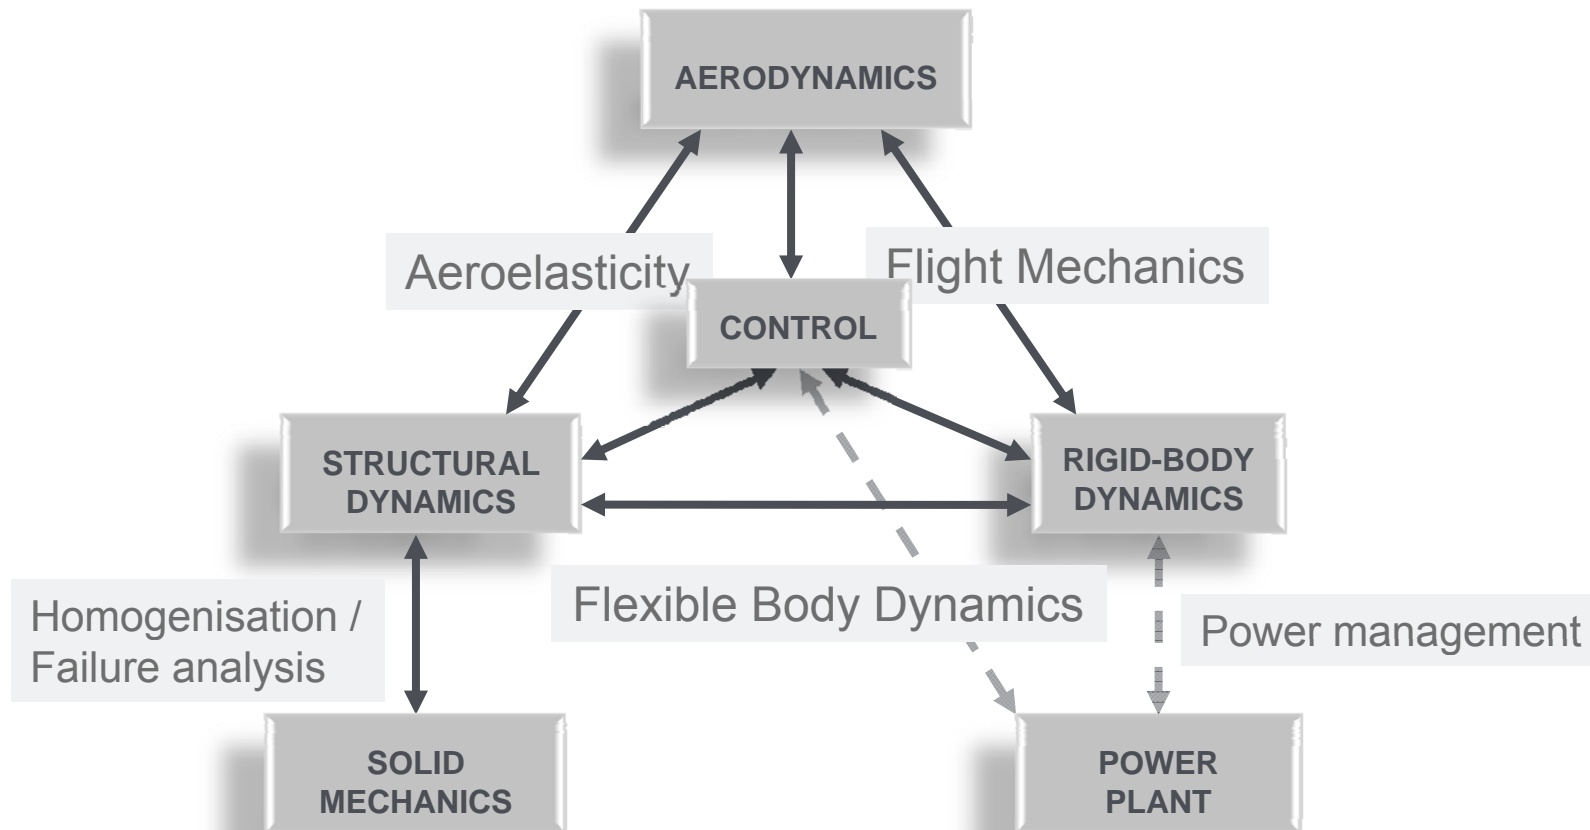 AERODYNAMICS
Aeroelasticity
Flight Mechanics
CONTROL
STRUCTURAL
DYNAMICS
RIGID-BODY
DYNAMICS
Homogenisation /
Failure analysis
Flexible Body Dynamics
Power management
SOLID
MECHANICS
POWER
PLANT